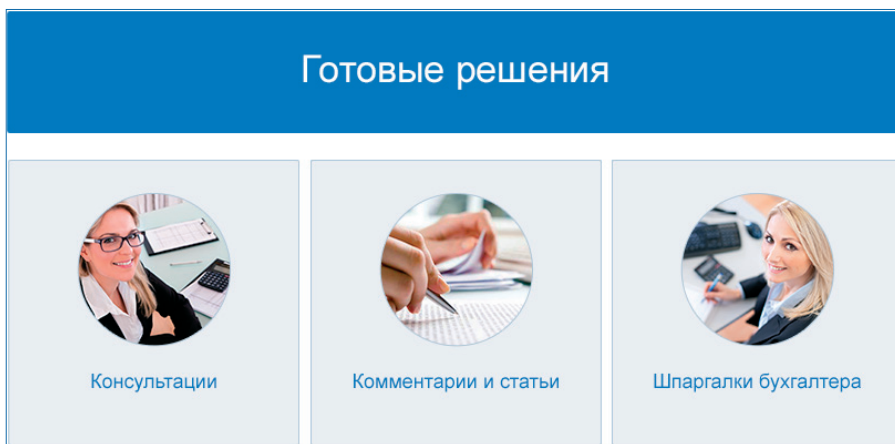 Готовые решения
Консультации
Комментарии и статьи
Шпаргалки бухгалтера